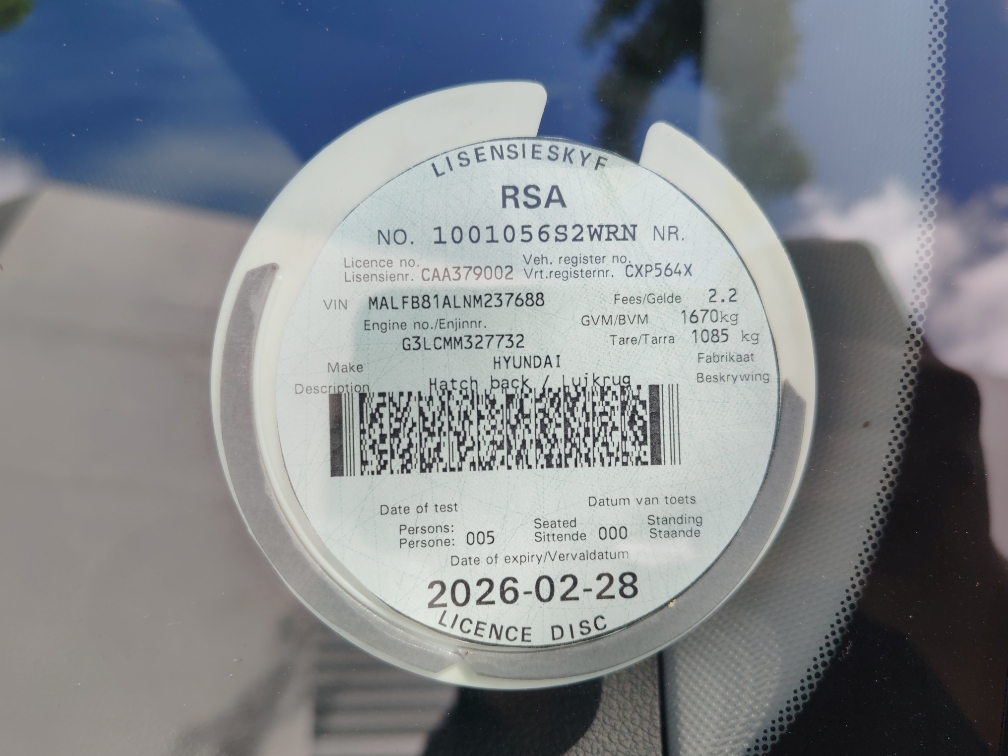 LISENSIESKYF
RSA
NO. 1001056S2WRN NR.
Licence no. Veh. register no.
Lisensienr. CAA379002 Vrt.registernr. CXP564X
VIN MALFB81ALNM237688 Fees/Gelde 2.2
Engine no./Enjinnr. GVM/BVM 1670kg
G3LCMM327732 Tare/Tarra 1085 kg
Make HYUNDAI Fabrikaat
Description Hatch back / Luikrug Beskrywing
Date of test Datum van toets
Persons: Seated Standing
Persone: 005 Sittende 000 Staande
Date of expiry/Vervaldatum
2026-02-28
LICENCE DISC